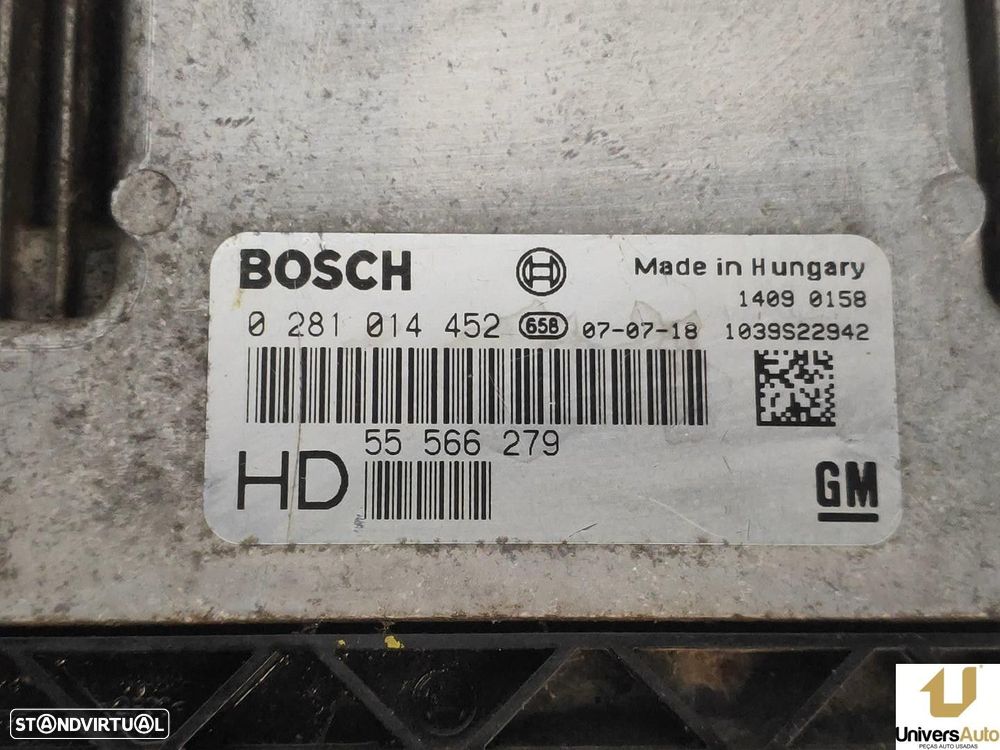 BOSCH
Made in Hungary
1409 0158
0 281 014 452 658 07-07-18 1039S22942
55 566 279
HD
GM
STANDVIRTUAL
UniversAuto
PEÇAS AUTO USADAS